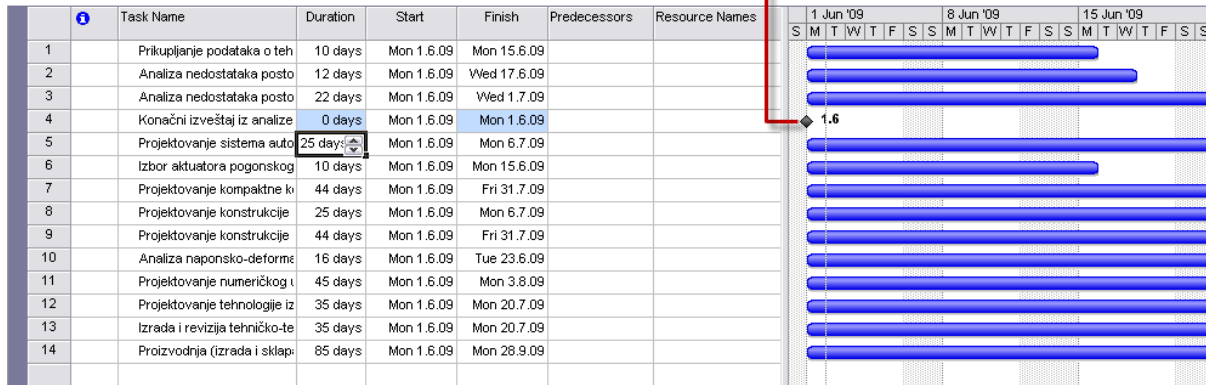 Task Name Duration Start Finish Predecessors Resource Names 1 Jun '09 8 Jun '09 15 Jun '09
S M T W T F S S M T W T F S S M T W T F S S
1 Prikupljanje podataka o teh 10 days Mon 1.6.09 Mon 15.6.09
2 Analiza nedostataka posto 12 days Mon 1.6.09 Wed 17.6.09
3 Analiza nedostataka posto 22 days Mon 1.6.09 Wed 1.7.09
4 Konačni izveštaj iz analize 0 days Mon 1.6.09 Mon 1.6.09 1.6
5 Projektovanje sistema auto 25 days Mon 1.6.09 Mon 6.7.09
6 Izbor aktuatora pogonskog 10 days Mon 1.6.09 Mon 15.6.09
7 Projektovanje kompaktne k 44 days Mon 1.6.09 Fri 31.7.09
8 Projektovanje konstrukcije 25 days Mon 1.6.09 Mon 6.7.09
9 Projektovanje konstrukcije 44 days Mon 1.6.09 Fri 31.7.09
10 Analiza naponsko-deforma 16 days Mon 1.6.09 Tue 23.6.09
11 Projektovanje numeričkog u 45 days Mon 1.6.09 Mon 3.8.09
12 Projektovanje tehnologije iz 35 days Mon 1.6.09 Mon 20.7.09
13 Izrada i revizija tehničko-te 35 days Mon 1.6.09 Mon 20.7.09
14 Proizvodnja (izrada i sklapa 85 days Mon 1.6.09 Mon 28.9.09